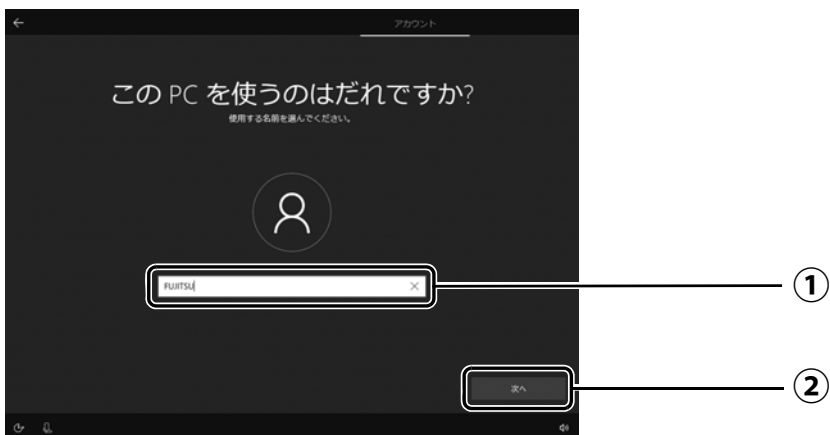 アカウント
この PC を使うのはだれですか?
使用する名前を選んでください。
FUJITSU
①
次へ
②